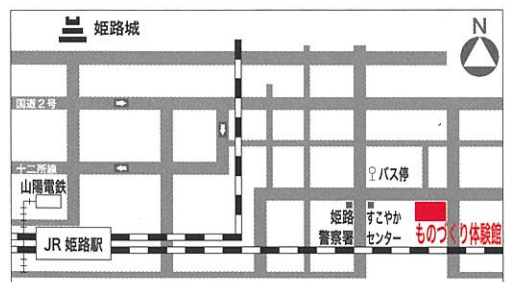 姫路城
N
国道2号
十二所線
バス停
山陽電鉄
姫路
警察署
すこやか
センター
ものづくり体験館
JR 姫路駅